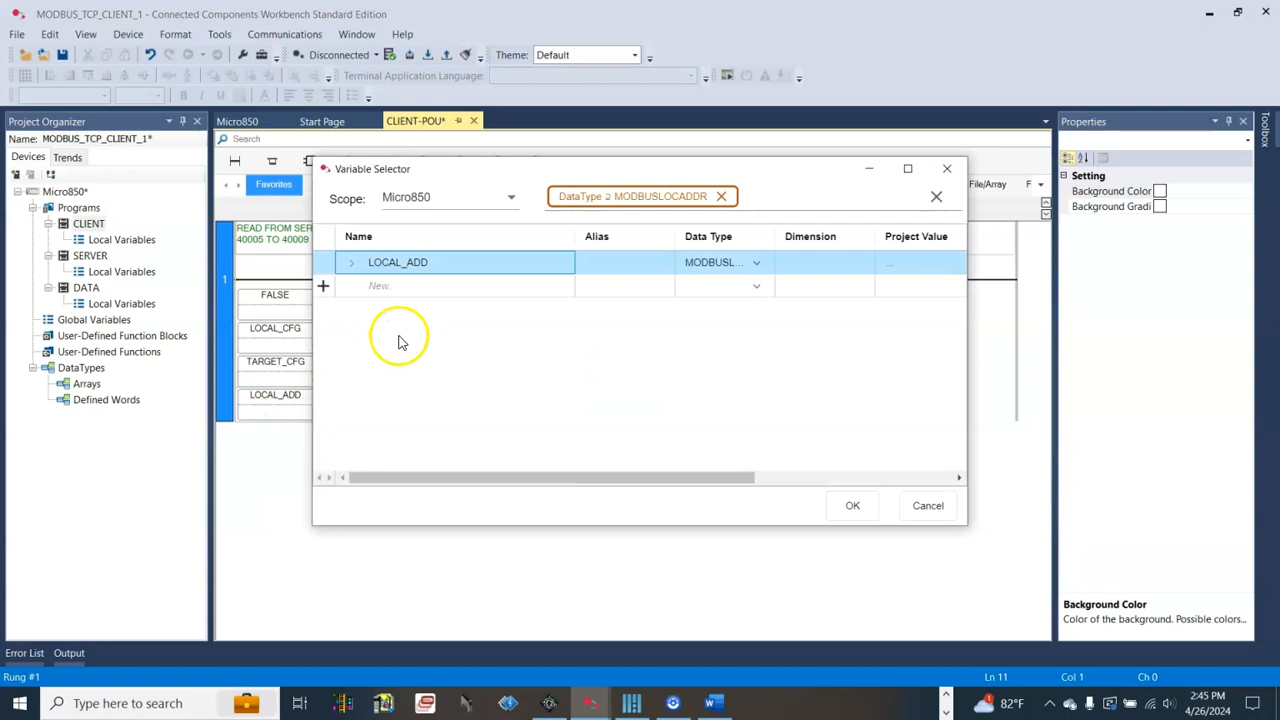 MODBUS_TCP_CLIENT_1 - Connected Components Workbench Standard Edition
File Edit View Device Format Tools Communications Window Help
Disconnected Theme: Default
Terminal Application Language:
Project Organizer
Name: MODBUS_TCP_CLIENT_1*
Devices Trends
Micro850*
Programs
CLIENT
Local Variables
SERVER
Local Variables
DATA
Local Variables
Global Variables
User-Defined Function Blocks
User-Defined Functions
DataTypes
Arrays
Defined Words
Micro850 Start Page CLIENT-POU*
Search
Favorites File/Array F
READ FROM SER
40005 TO 40009
1
FALSE
LOCAL_CFG
TARGET_CFG
LOCAL_ADD
Variable Selector
Scope: Micro850 DataType ⊇ MODBUSLOCADDR
Name Alias Data Type Dimension Project Value
LOCAL_ADD MODBUSL... ...
New.
OK Cancel
Properties
Setting
Background Color
Background Gradi
Background Color
Color of the background. Possible colors...
Toolbox
Error List Output
Rung #1 Ln 11 Col 1 Ch 0
Type here to search
82°F
2:45 PM
4/26/2024